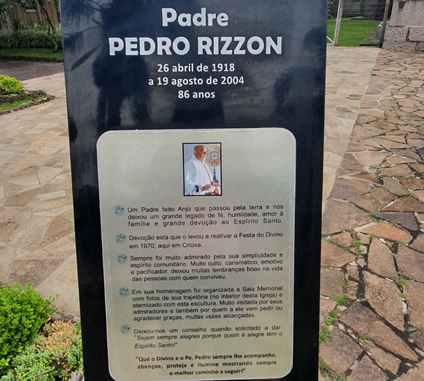 Padre
PEDRO RIZZON
26 abril de 1918
a 19 agosto de 2004
86 anos
Um Padre feito Anjo que passou pela terra e nos
deixou um grande legado de fé, humildade, amor à
família e grande devoção ao Espírito Santo.
Devoção esta que o levou a reativar a Festa do Divino
em 1970, aqui em Criúva.
Sempre foi muito admirado pela sua simplicidade e
espírito comunitário. Muito culto, carismático, emotivo
e pacificador, deixou muitas lembranças boas na vida
das pessoas com quem conviveu.
Em sua homenagem foi organizada a Sala Memorial
com fotos de sua trajetória (no interior desta Igreja) e
eternizado com esta escultura. Muito visitada por seus
admiradores e também por quem a ele vem pedir ou
agradecer graças, muitas vezes alcançadas.
Deixou-nos um conselho quando solicitado a dar:
"Sejam sempre alegres porque quem é alegre tem o
Espírito Santo!"
"Que o Divino e o Pe. Pedro sempre lhe acompanhe,
abençoe, proteja e ilumine mostrando sempre
o melhor caminho a seguir!"